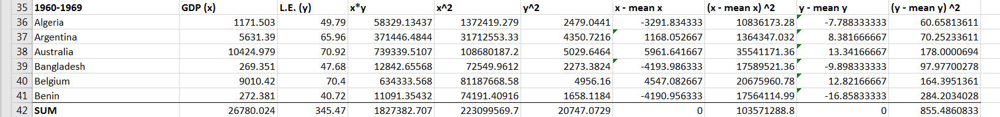 35 1960-1969 GDP (x) L.E. (y) x*y x^2 y^2 x - mean x (x - mean x) ^2 y - mean y (y - mean y) ^2
36 Algeria 1171.503 49.79 58329.13437 1372419.279 2479.0441 -3291.834333 10836173.28 -7.788333333 60.65813611
37 Argentina 5631.39 65.96 371446.4844 31712553.33 4350.7216 1168.052667 1364347.032 8.381666667 70.25233611
38 Australia 10424.979 70.92 739339.5107 108680187.2 5029.6464 5961.641667 35541171.36 13.34166667 178.0000694
39 Bangladesh 269.351 47.68 12842.65568 72549.9612 2273.3824 -4193.986333 17589521.36 -9.898333333 97.97700278
40 Belgium 9010.42 70.4 634333.568 81187668.58 4956.16 4547.082667 20675960.78 12.82166667 164.3951361
41 Benin 272.381 40.72 11091.35432 74191.40916 1658.1184 -4190.956333 17564114.99 -16.85833333 284.2034028
42 SUM 26780.024 345.47 1827382.707 223099569.7 20747.0729 0 103571288.8 0 855.4860833